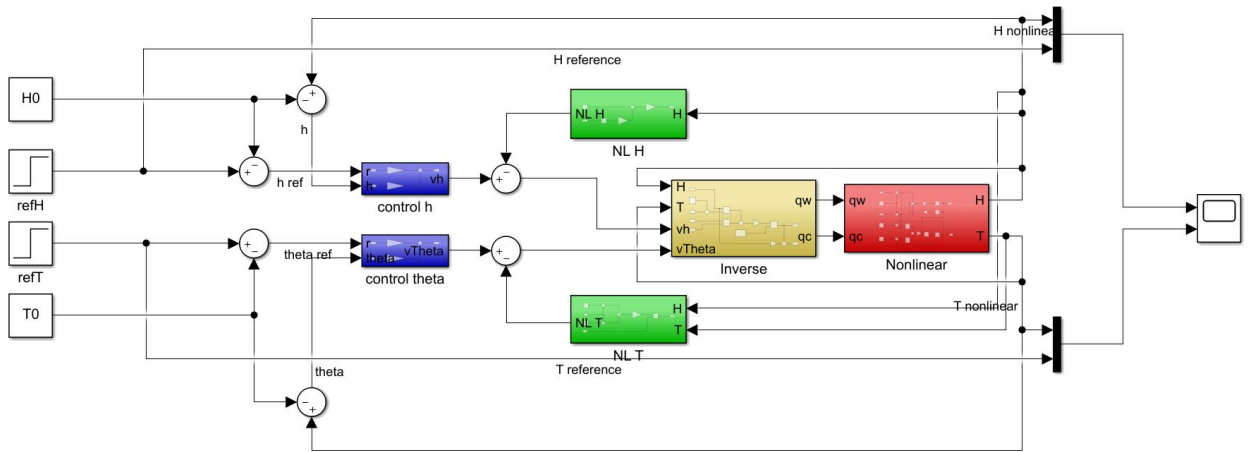 H nonlinear
H reference
H0
h
NL H
H
NL H
refH
h ref
r
h
vh
control h
H
T
vh
vTheta
qw
qc
Inverse
qw
qc
H
T
Nonlinear
refT
theta ref
r
theta
vTheta
control theta
T0
NL T
H
T
NL T
T nonlinear
T reference
theta